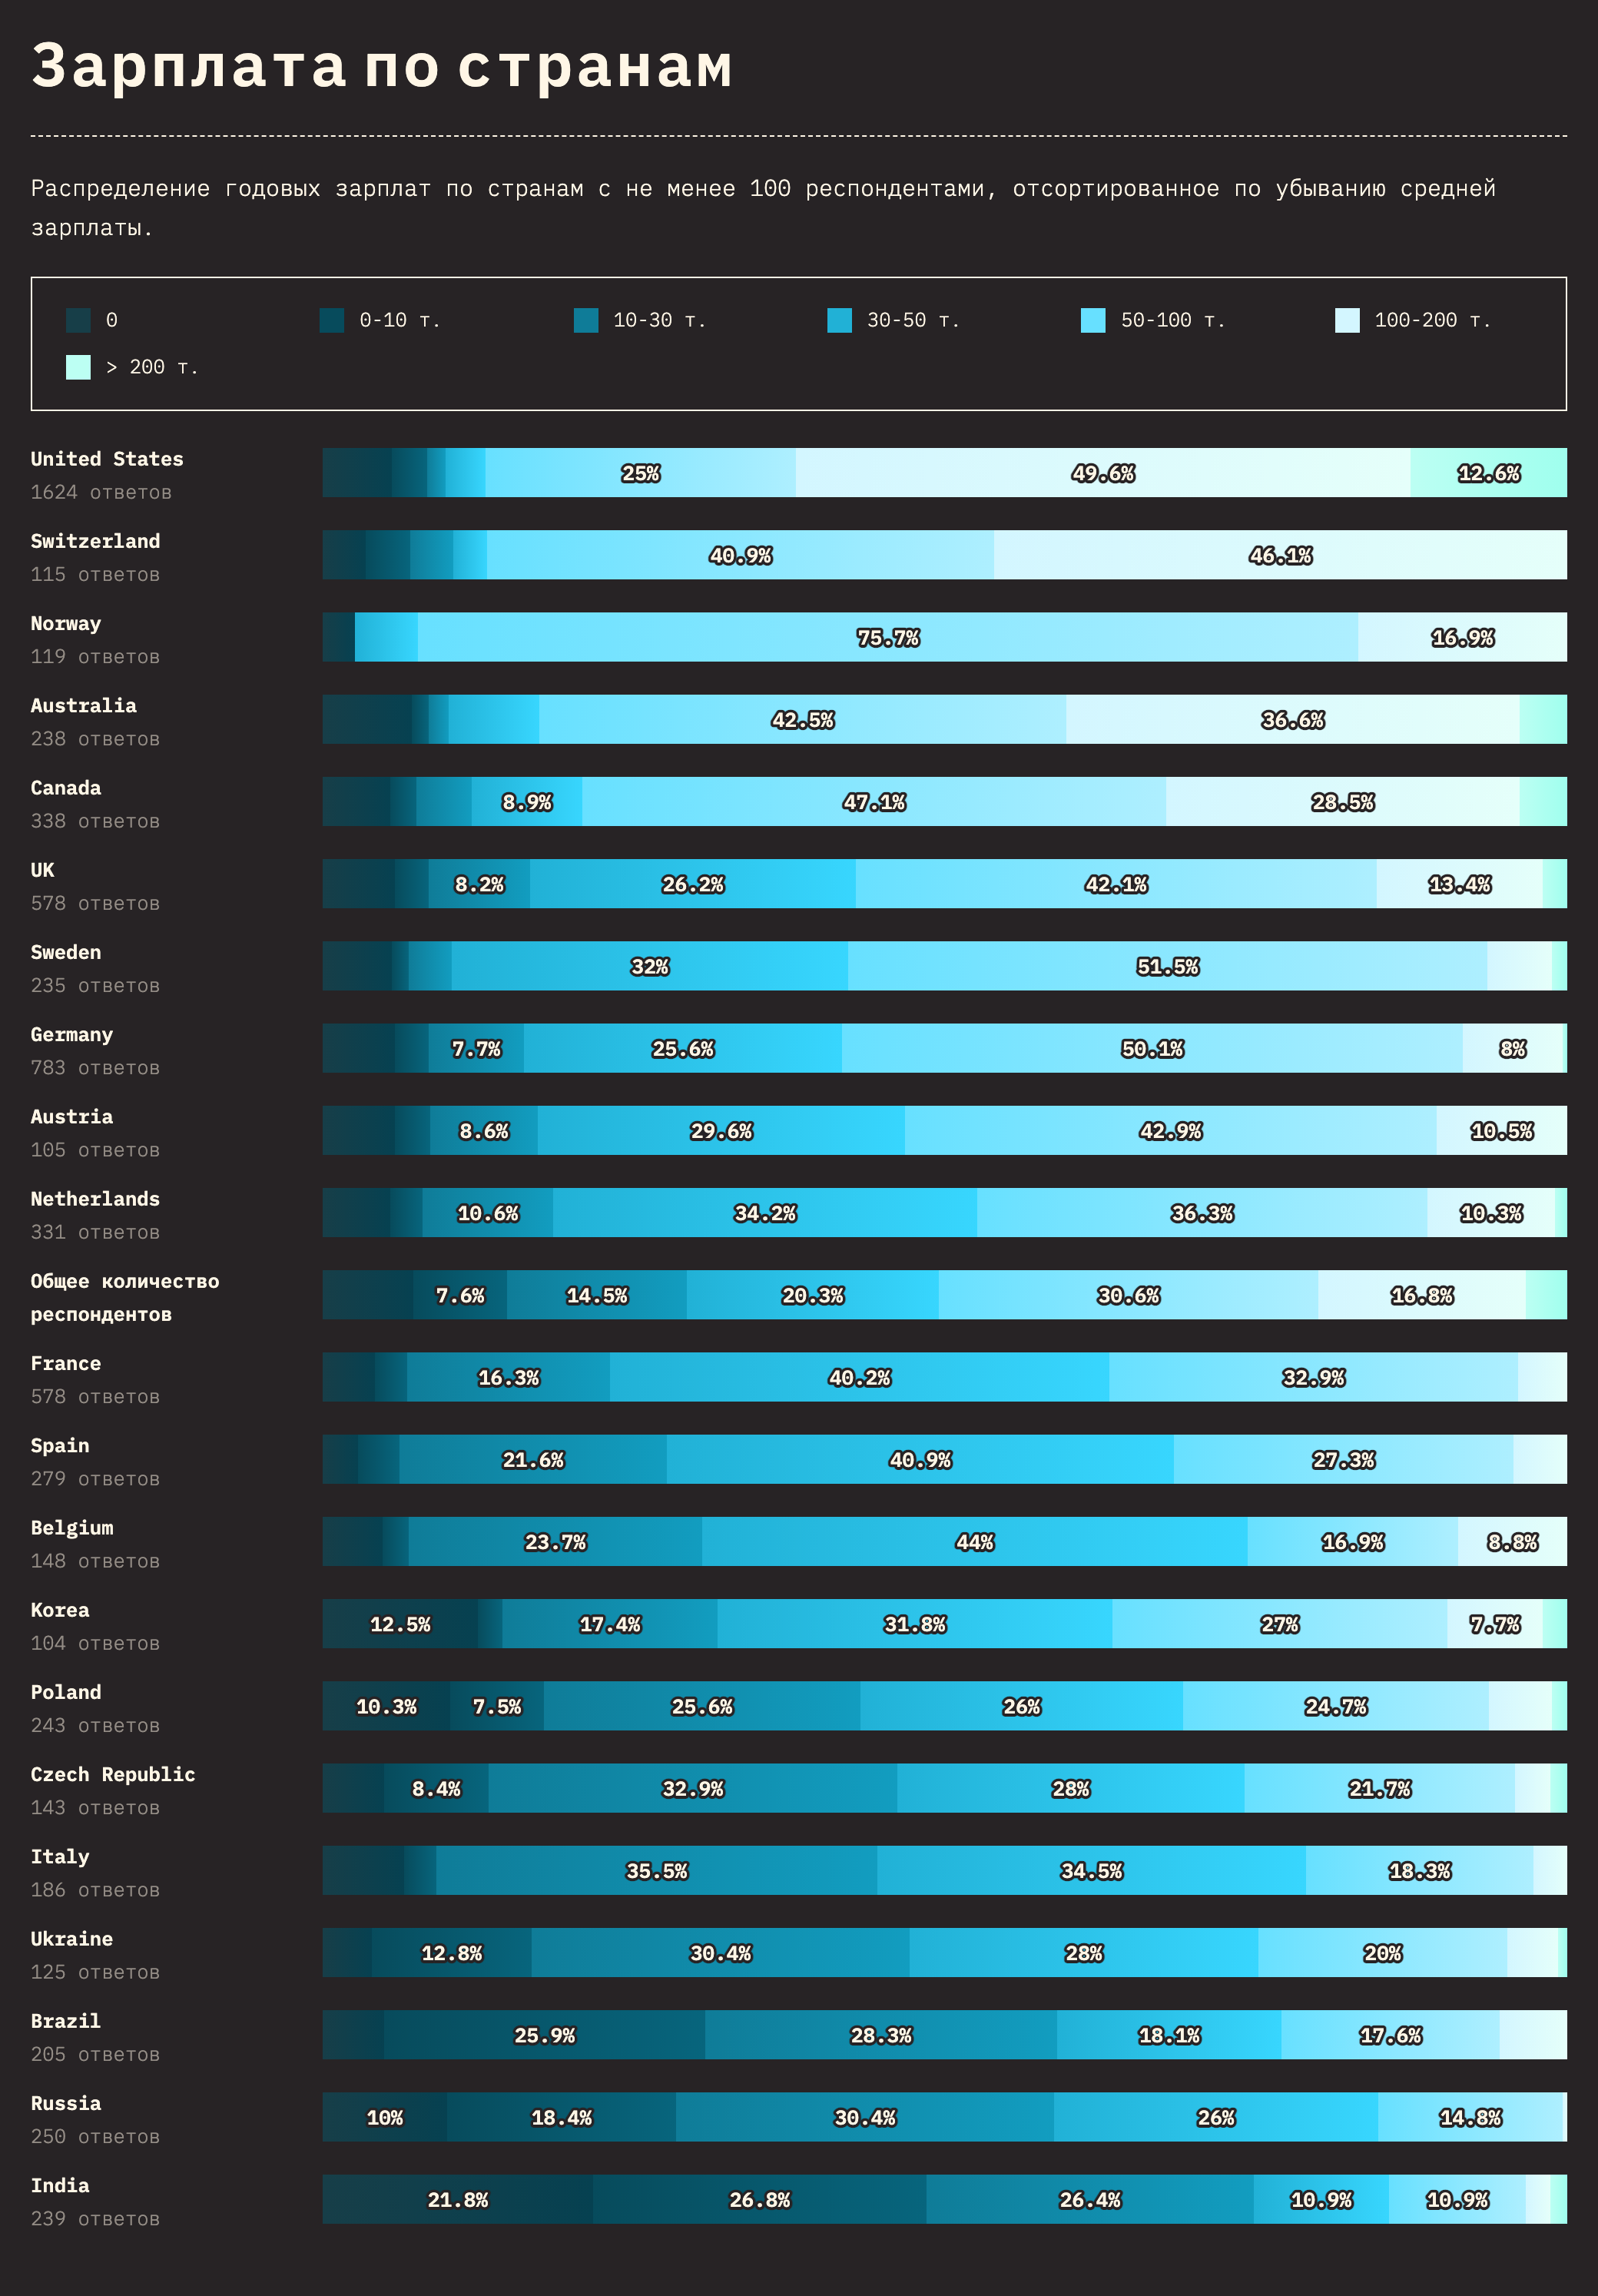 Зарплата по странам
Распределение годовых зарплат по странам с не менее 100 респондентами, отсортированное по убыванию средней
зарплаты.
0 0-10 т. 10-30 т. 30-50 т. 50-100 т. 100-200 т.
> 200 т.
United States
1624 ответов
25% 49.6% 12.6%
Switzerland
115 ответов
40.9% 46.1%
Norway
119 ответов
75.7% 16.9%
Australia
238 ответов
42.5% 36.6%
Canada
338 ответов
8.9% 47.1% 28.5%
UK
578 ответов
8.2% 26.2% 42.1% 13.4%
Sweden
235 ответов
32% 51.5%
Germany
783 ответов
7.7% 25.6% 50.1% 8%
Austria
105 ответов
8.6% 29.6% 42.9% 10.5%
Netherlands
331 ответов
10.6% 34.2% 36.3% 10.3%
Общее количество
респондентов
7.6% 14.5% 20.3% 30.6% 16.8%
France
578 ответов
16.3% 40.2% 32.9%
Spain
279 ответов
21.6% 40.9% 27.3%
Belgium
148 ответов
23.7% 44% 16.9% 8.8%
Korea
104 ответов
12.5% 17.4% 31.8% 27% 7.7%
Poland
243 ответов
10.3% 7.5% 25.6% 26% 24.7%
Czech Republic
143 ответов
8.4% 32.9% 28% 21.7%
Italy
186 ответов
35.5% 34.5% 18.3%
Ukraine
125 ответов
12.8% 30.4% 28% 20%
Brazil
205 ответов
25.9% 28.3% 18.1% 17.6%
Russia
250 ответов
10% 18.4% 30.4% 26% 14.8%
India
239 ответов
21.8% 26.8% 26.4% 10.9% 10.9%